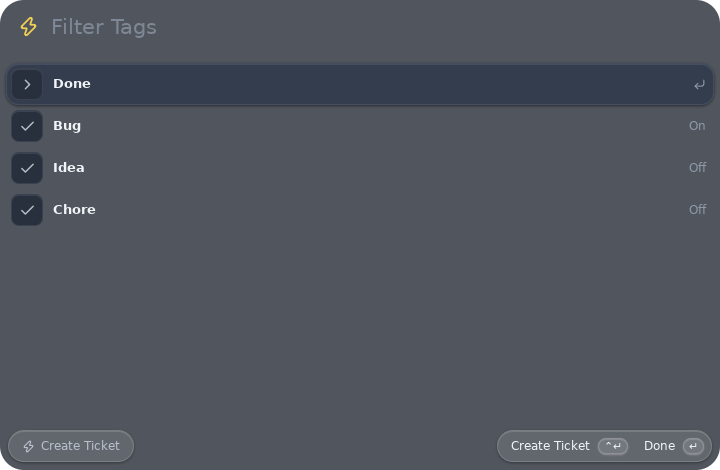 Filter Tags
Done ↵
Bug On
Idea Off
Chore Off
Create Ticket Create Ticket ⌃↵ Done ↵